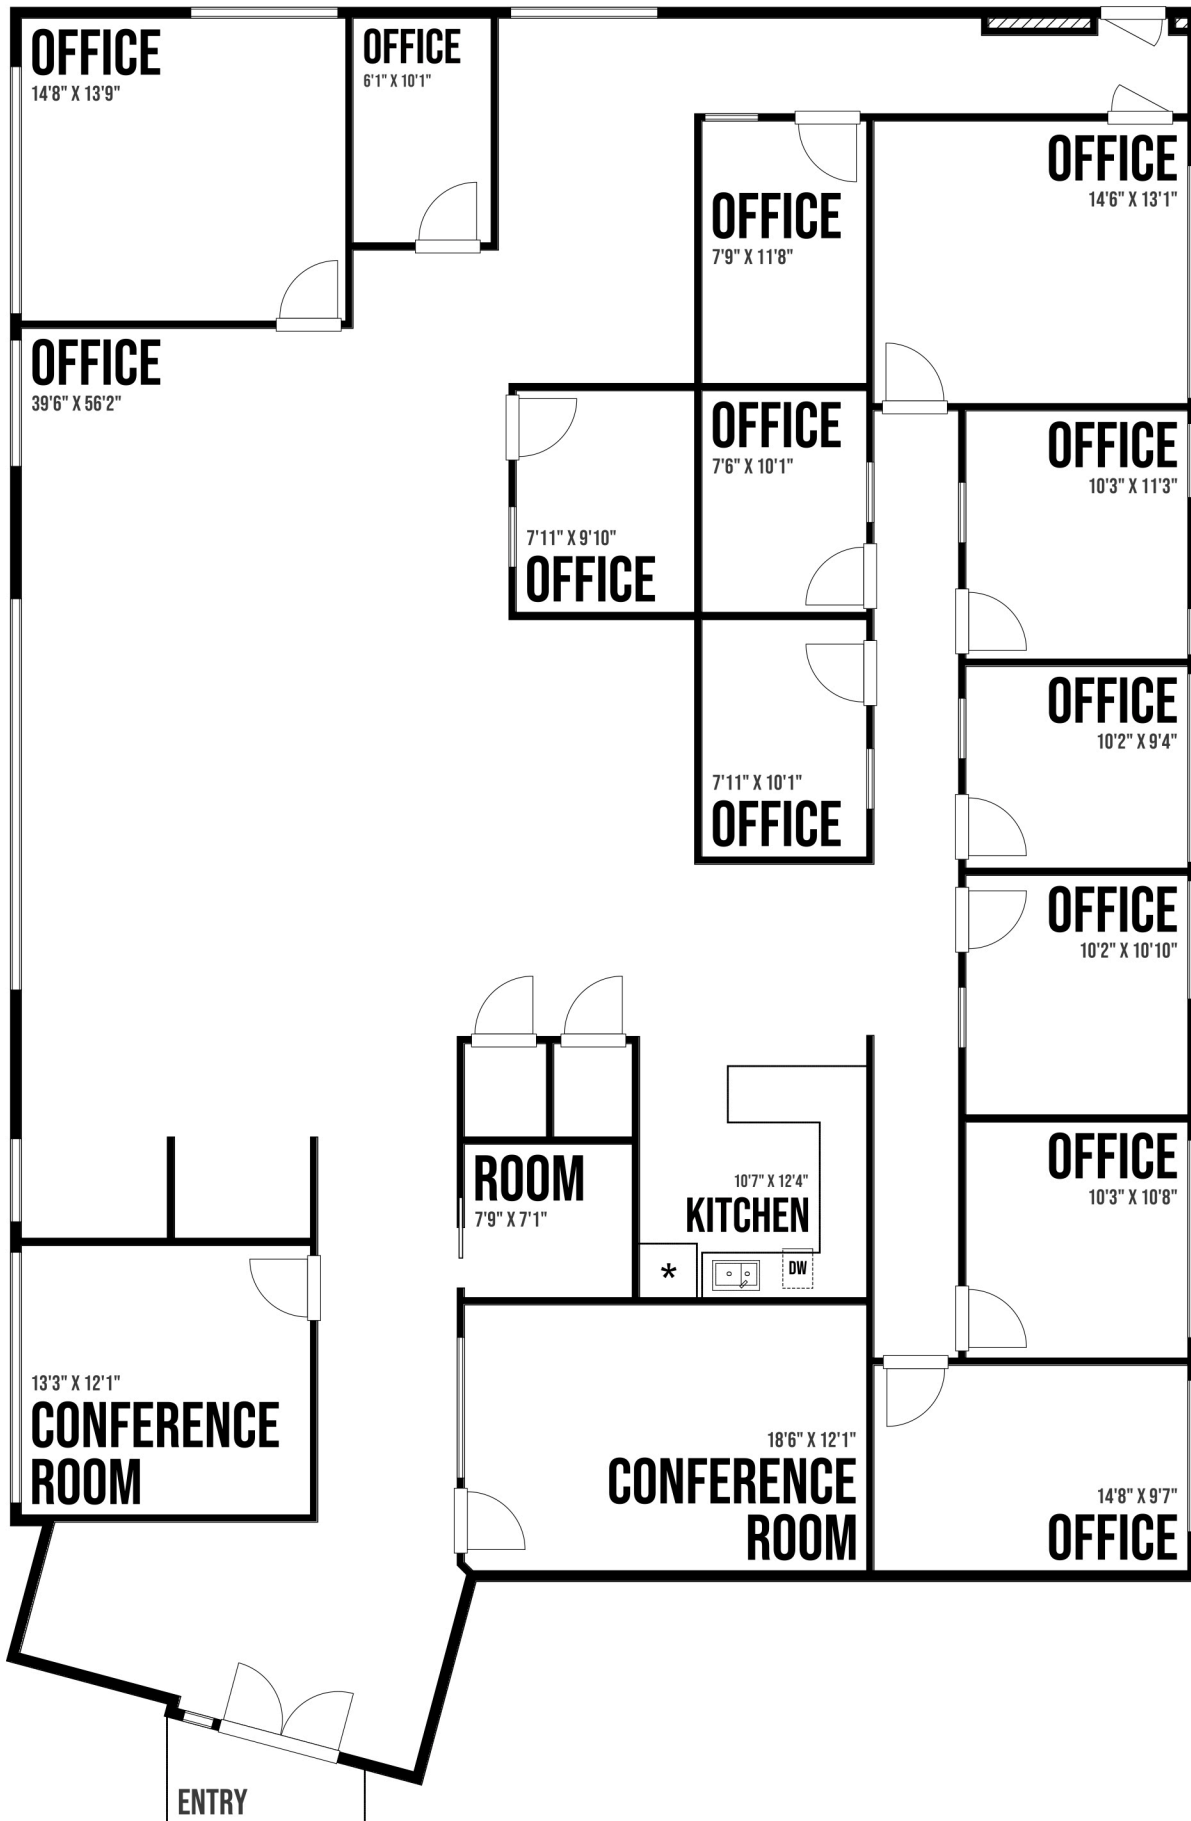 OFFICE
14'8" X 13'9"
OFFICE
6'1" X 10'1"
OFFICE
14'6" X 13'1"
OFFICE
7'9" X 11'8"
OFFICE
39'6" X 56'2"
OFFICE
7'6" X 10'1"
OFFICE
10'3" X 11'3"
7'11" X 9'10"
OFFICE
OFFICE
10'2" X 9'4"
7'11" X 10'1"
OFFICE
OFFICE
10'2" X 10'10"
OFFICE
10'3" X 10'8"
ROOM
7'9" X 7'1"
10'7" X 12'4"
KITCHEN
*
DW
13'3" X 12'1"
CONFERENCE
ROOM
18'6" X 12'1"
CONFERENCE
ROOM
14'8" X 9'7"
OFFICE
ENTRY